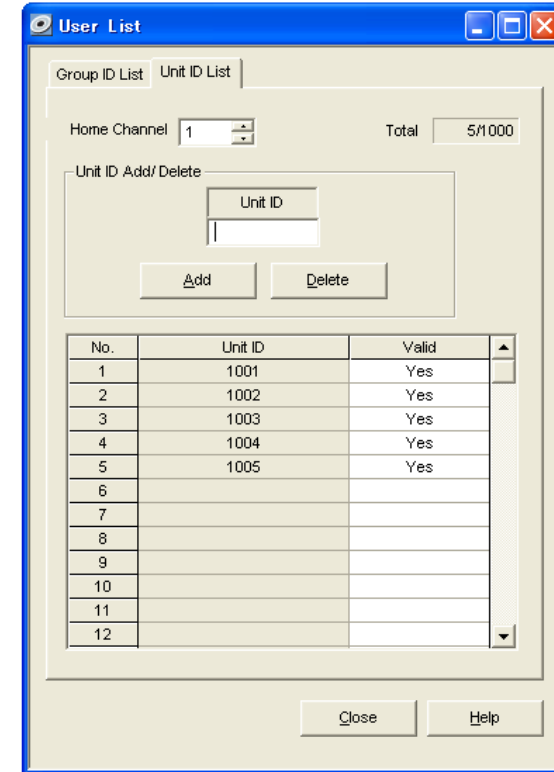 User List
Group ID List Unit ID List
Home Channel 1 Total 5/1000
Unit ID Add/ Delete
Unit ID
Add Delete
No. Unit ID Valid
1 1001 Yes
2 1002 Yes
3 1003 Yes
4 1004 Yes
5 1005 Yes
6
7
8
9
10
11
12
Close Help